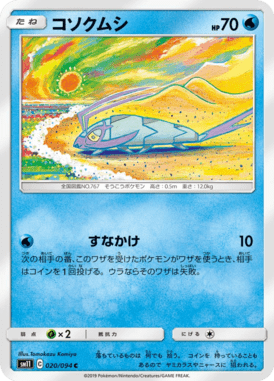 たね コソクムシ HP70
全国図鑑NO.767 そうこうポケモン 高さ:0.5m 重さ:12.0kg
すなかけ 10
次の相手の番、このワザを受けたポケモンがワザを使うとき、相手
はコインを1回投げる。ウラならそのワザは失敗。
弱点 ×2 抵抗力 にげる
Illus. Tomokazu Komiya
sm11 C 020/094 C
落ちているものは 何でも 拾う。 コインを 持っていることも
あるので ヤミカラスやニャースに 狙われる。
©2019 Pokémon/Nintendo/Creatures/GAME FREAK.